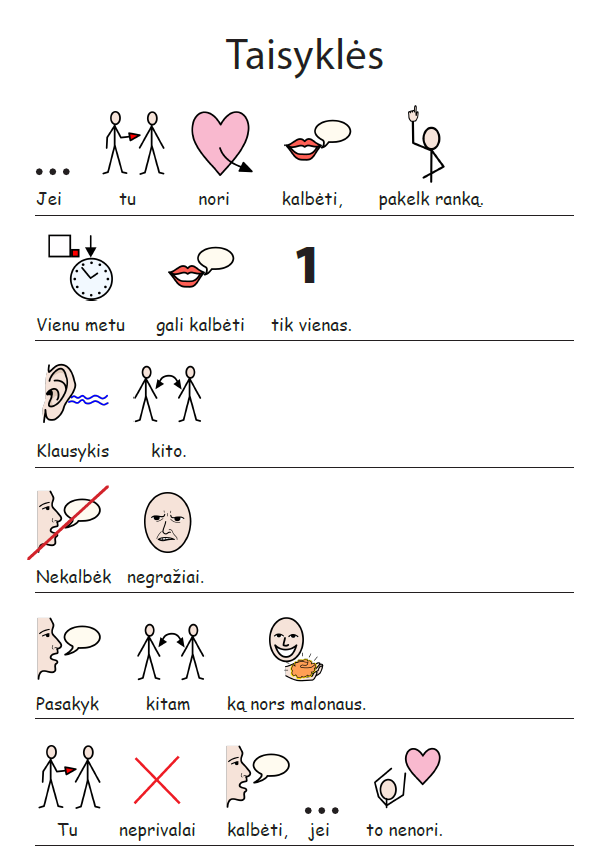 Taisyklės
Jei tu nori kalbėti, pakelk ranką.
1
Vienu metu gali kalbėti tik vienas.
Klausykis kito.
Nekalbėk negražiai.
Pasakyk kitam ką nors malonaus.
Tu neprivalai kalbėti, jei to nenori.